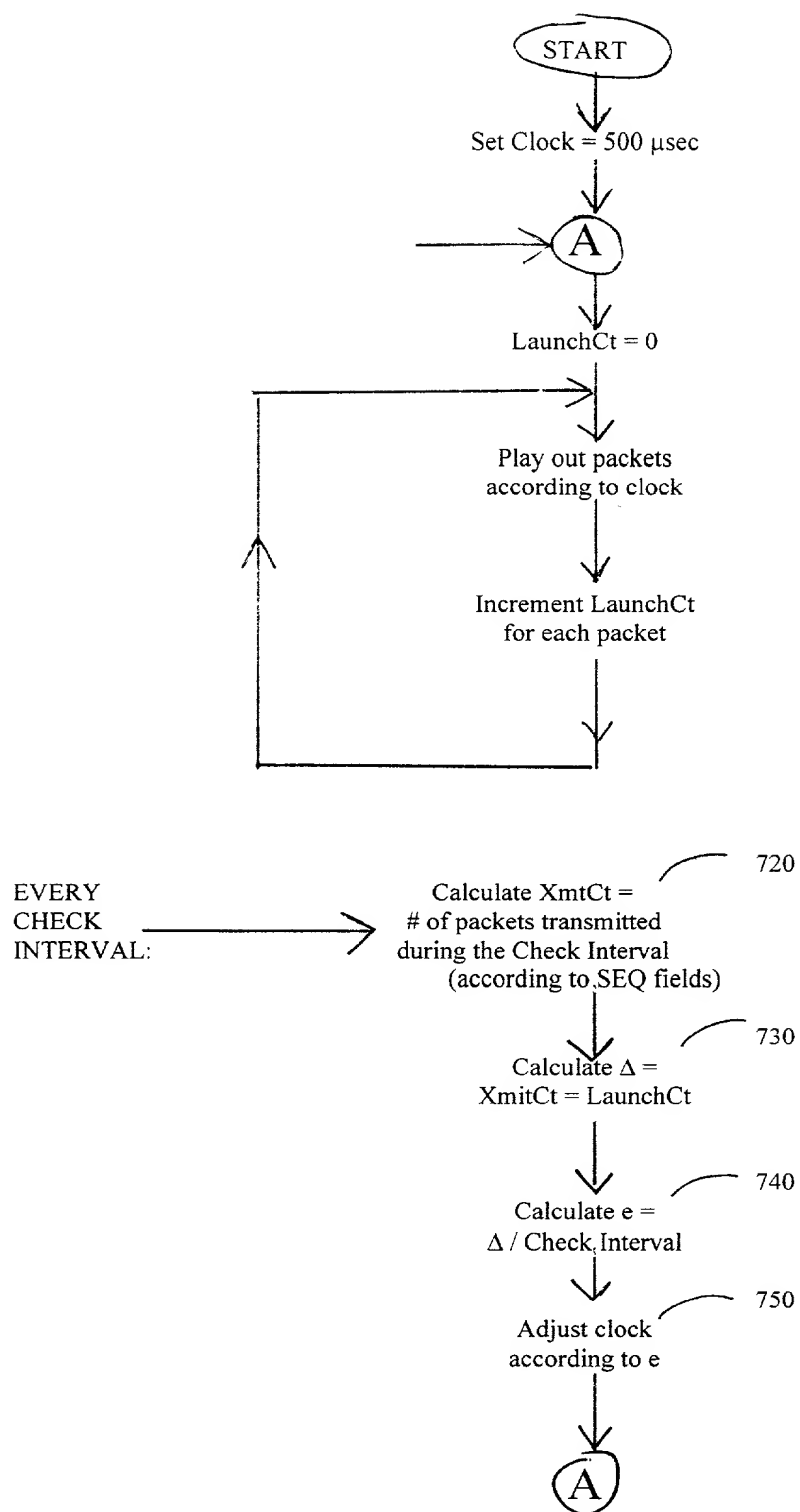 START
Set Clock = 500 μsec
A
LaunchCt = 0
Play out packets
according to clock
Increment LaunchCt
for each packet
EVERY
CHECK
INTERVAL:
720
Calculate XmtCt =
# of packets transmitted
during the Check Interval
(according to SEQ fields)
730
Calculate Δ =
XmitCt = LaunchCt
740
Calculate e =
Δ / Check Interval
750
Adjust clock
according to e
A